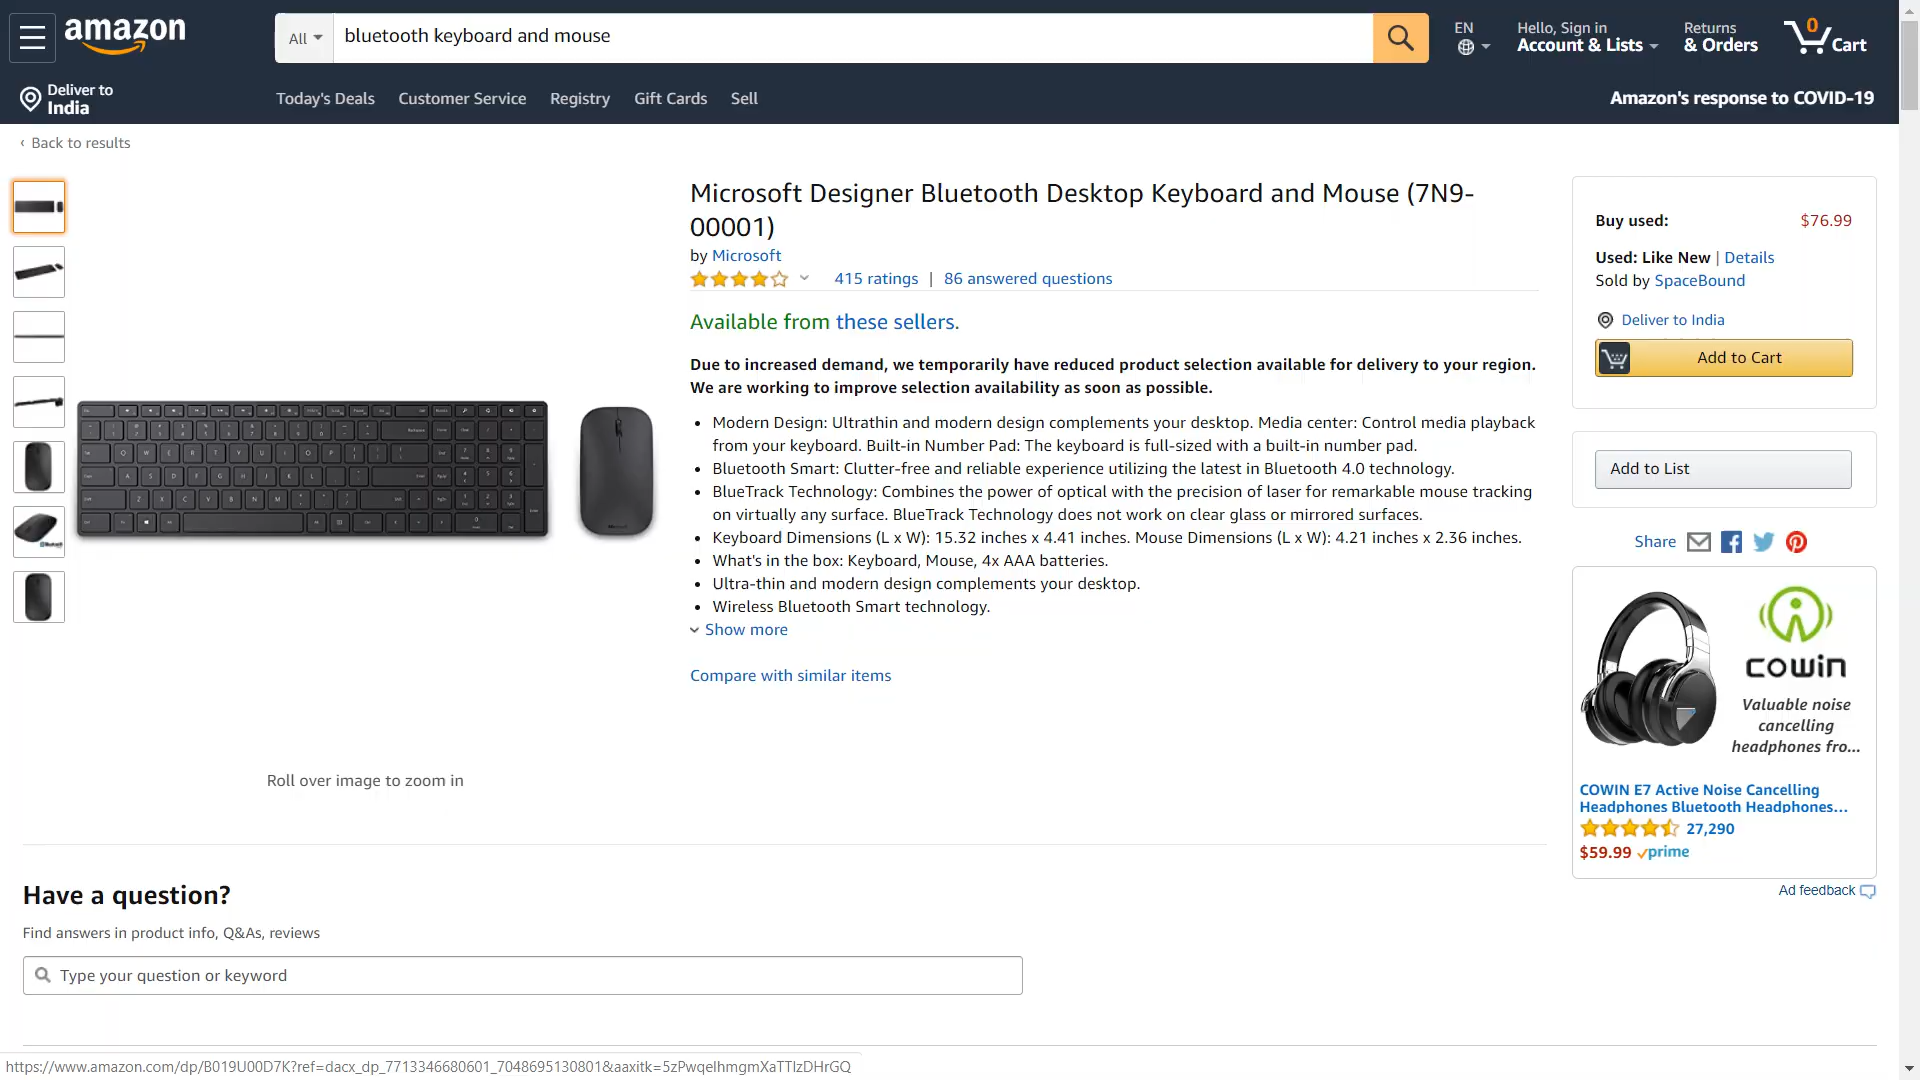 amazon
All
bluetooth keyboard and mouse
EN
Hello, Sign in
Account & Lists
Returns
& Orders
0
Cart
Deliver to
India
Today's Deals
Customer Service
Registry
Gift Cards
Sell
Amazon's response to COVID-19
‹ Back to results
Microsoft Designer Bluetooth Desktop Keyboard and Mouse (7N9-
00001)
by Microsoft
415 ratings | 86 answered questions
Available from these sellers.
Due to increased demand, we temporarily have reduced product selection available for delivery to your region.
We are working to improve selection availability as soon as possible.
• Modern Design: Ultrathin and modern design complements your desktop. Media center: Control media playback
from your keyboard. Built-in Number Pad: The keyboard is full-sized with a built-in number pad.
• Bluetooth Smart: Clutter-free and reliable experience utilizing the latest in Bluetooth 4.0 technology.
• BlueTrack Technology: Combines the power of optical with the precision of laser for remarkable mouse tracking
on virtually any surface. BlueTrack Technology does not work on clear glass or mirrored surfaces.
• Keyboard Dimensions (L x W): 15.32 inches x 4.41 inches. Mouse Dimensions (L x W): 4.21 inches x 2.36 inches.
• What's in the box: Keyboard, Mouse, 4x AAA batteries.
• Ultra-thin and modern design complements your desktop.
• Wireless Bluetooth Smart technology.
Show more
Compare with similar items
Roll over image to zoom in
Buy used:
$76.99
Used: Like New | Details
Sold by SpaceBound
Deliver to India
Add to Cart
Add to List
Share
cowin
Valuable noise
cancelling
headphones fro...
COWIN E7 Active Noise Cancelling
Headphones Bluetooth Headphones...
27,290
$59.99 prime
Ad feedback
Have a question?
Find answers in product info, Q&As, reviews
Type your question or keyword
https://www.amazon.com/dp/B019U00D7K?ref=dacx_dp_7713346680601_7048695130801&aaxitk=5zPwqelhmgmXaTTlzDHrGQ